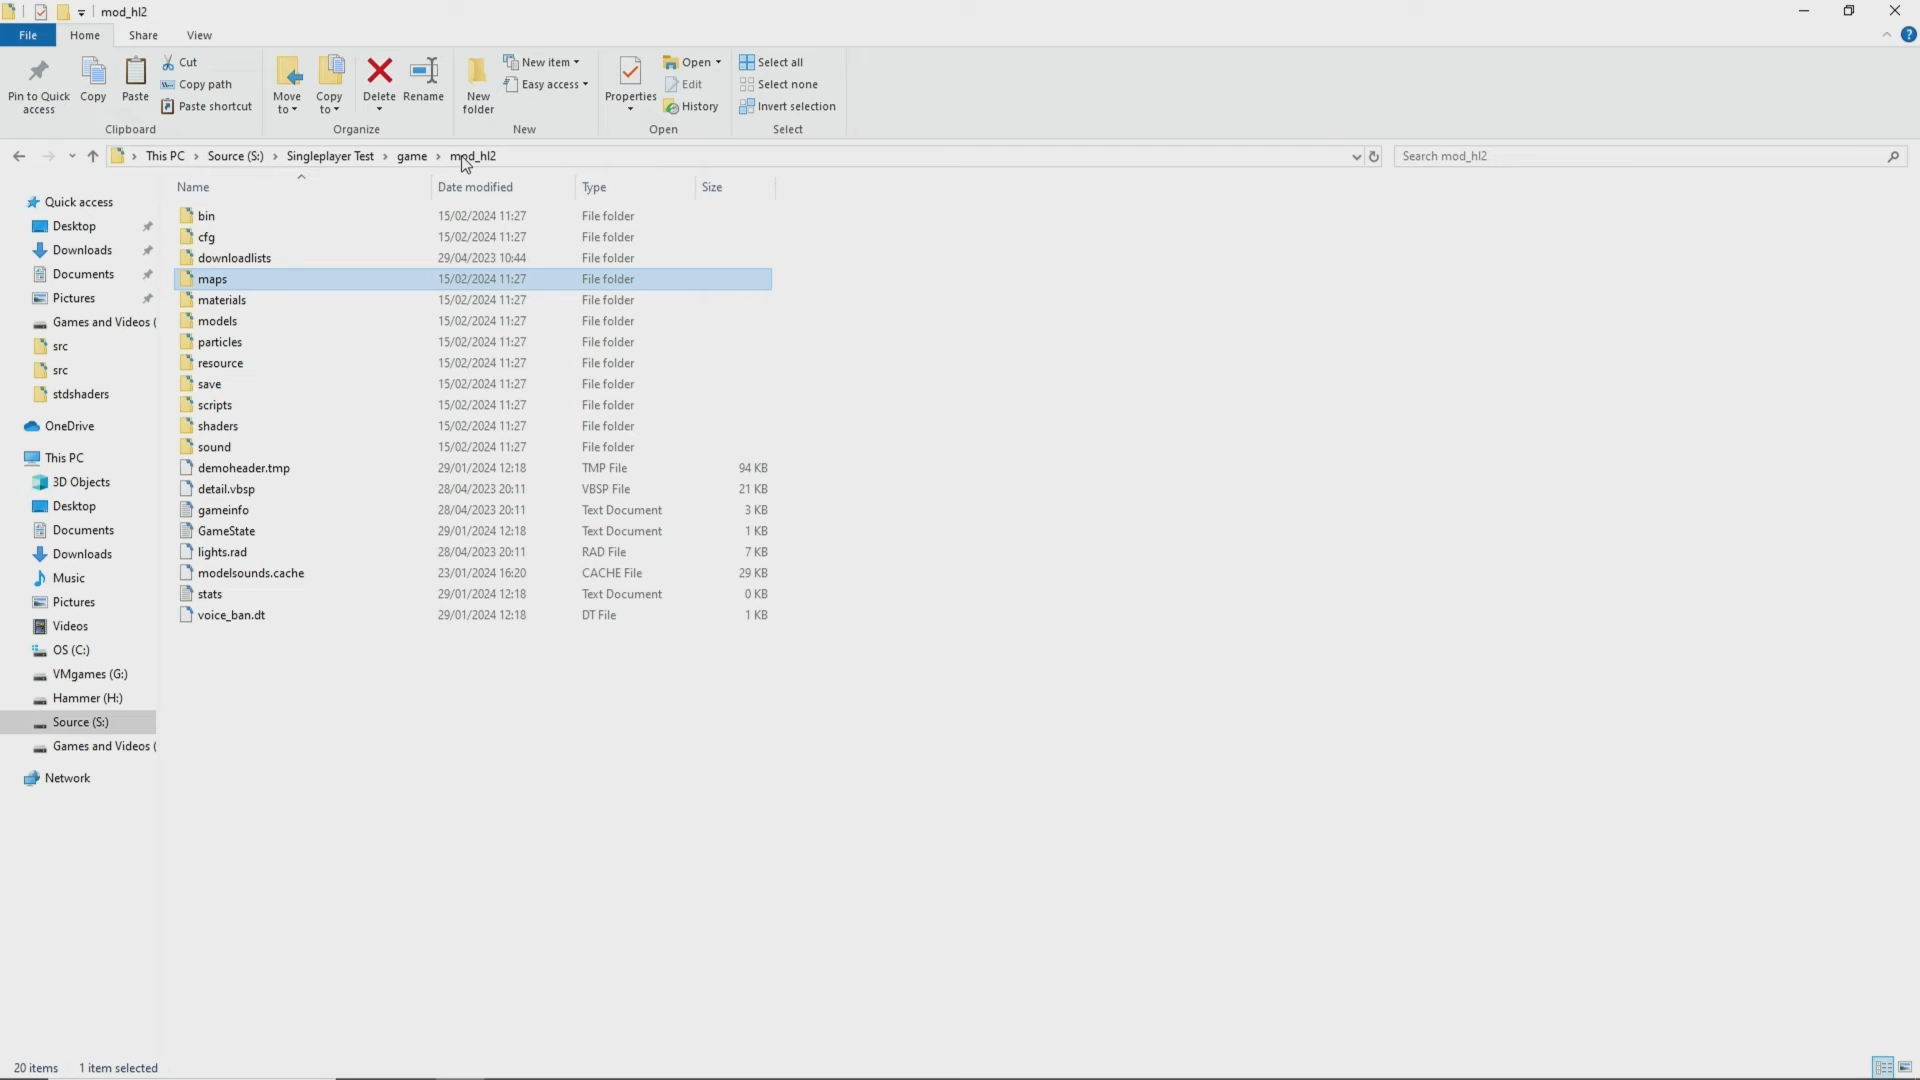 mod_hl2
File Home Share View
Pin to Quick access
Copy
Paste
Cut
Copy path
Paste shortcut
Clipboard
Move to
Copy to
Delete
Rename
Organize
New folder
New item
Easy access
New
Properties
Open
Edit
History
Open
Select all
Select none
Invert selection
Select
This PC Source (S:) Singleplayer Test game mod_hl2
Search mod_hl2
Name Date modified Type Size
bin 15/02/2024 11:27 File folder
cfg 15/02/2024 11:27 File folder
downloadlists 29/04/2023 10:44 File folder
maps 15/02/2024 11:27 File folder
materials 15/02/2024 11:27 File folder
models 15/02/2024 11:27 File folder
particles 15/02/2024 11:27 File folder
resource 15/02/2024 11:27 File folder
save 15/02/2024 11:27 File folder
scripts 15/02/2024 11:27 File folder
shaders 15/02/2024 11:27 File folder
sound 15/02/2024 11:27 File folder
demoheader.tmp 29/01/2024 12:18 TMP File 94 KB
detail.vbsp 28/04/2023 20:11 VBSP File 21 KB
gameinfo 28/04/2023 20:11 Text Document 3 KB
GameState 29/01/2024 12:18 Text Document 1 KB
lights.rad 28/04/2023 20:11 RAD File 7 KB
modelsounds.cache 23/01/2024 16:20 CACHE File 29 KB
stats 29/01/2024 12:18 Text Document 0 KB
voice_ban.dt 29/01/2024 12:18 DT File 1 KB
Quick access
Desktop
Downloads
Documents
Pictures
Games and Videos (
src
src
stdshaders
OneDrive
This PC
3D Objects
Desktop
Documents
Downloads
Music
Pictures
Videos
OS (C:)
VMgames (G:)
Hammer (H:)
Source (S:)
Games and Videos (
Network
20 items 1 item selected